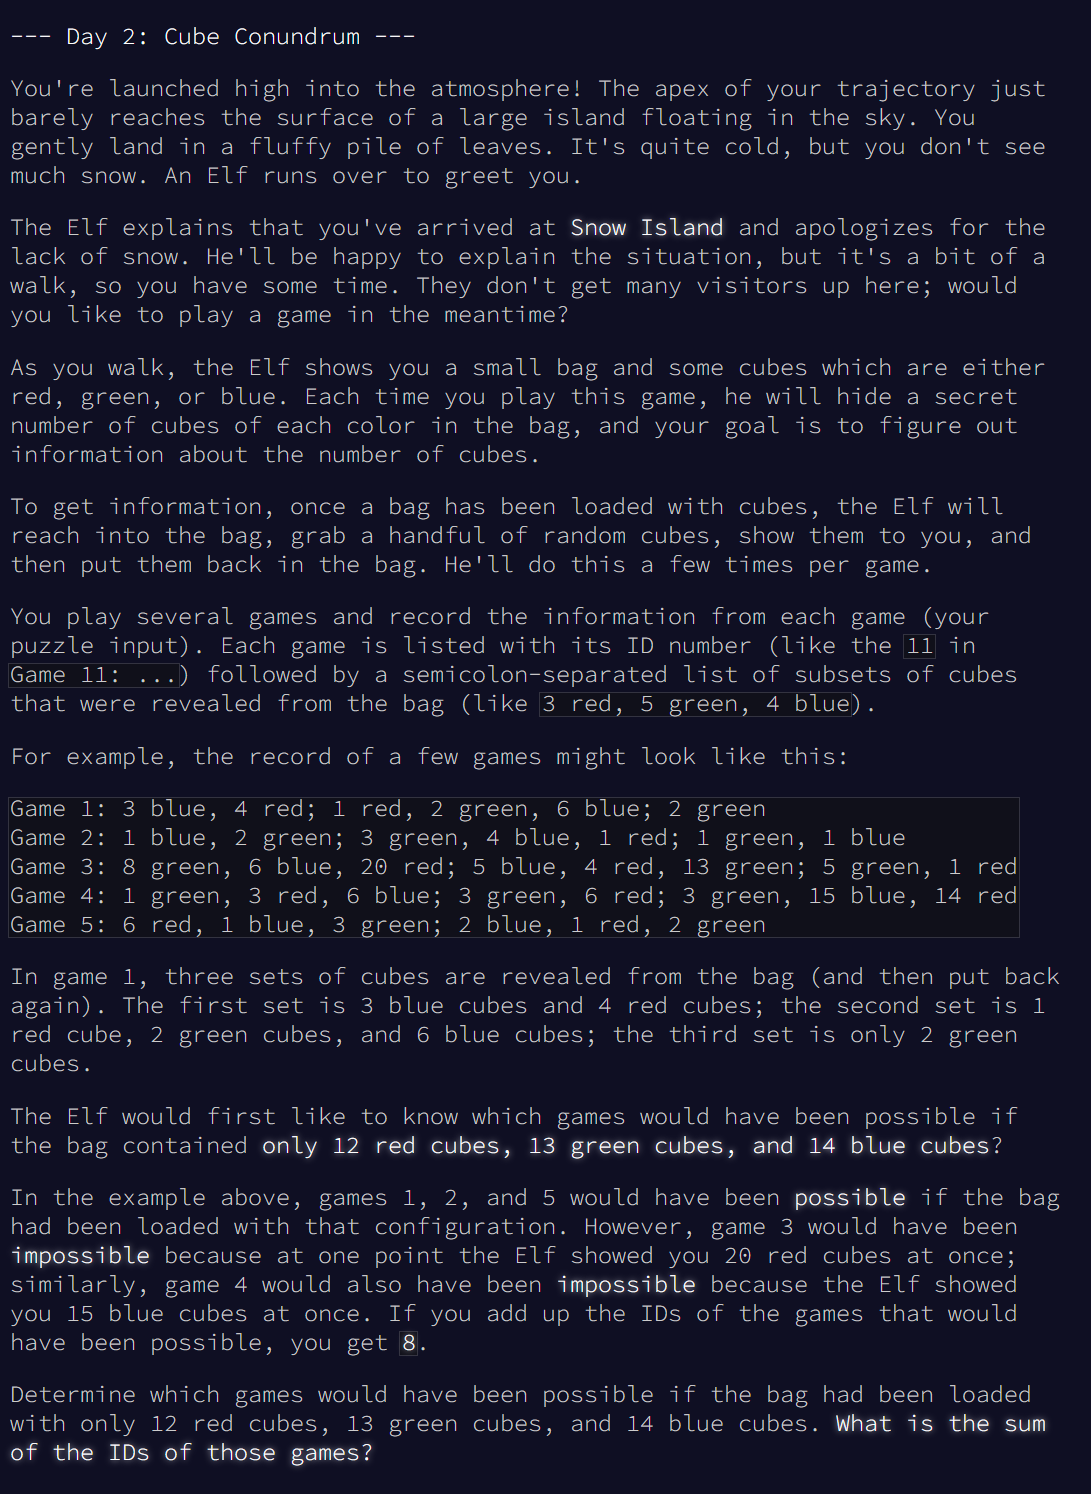 --- Day 2: Cube Conundrum ---
You're launched high into the atmosphere! The apex of your trajectory just
barely reaches the surface of a large island floating in the sky. You
gently land in a fluffy pile of leaves. It's quite cold, but you don't see
much snow. An Elf runs over to greet you.
The Elf explains that you've arrived at Snow Island and apologizes for the
lack of snow. He'll be happy to explain the situation, but it's a bit of a
walk, so you have some time. They don't get many visitors up here; would
you like to play a game in the meantime?
As you walk, the Elf shows you a small bag and some cubes which are either
red, green, or blue. Each time you play this game, he will hide a secret
number of cubes of each color in the bag, and your goal is to figure out
information about the number of cubes.
To get information, once a bag has been loaded with cubes, the Elf will
reach into the bag, grab a handful of random cubes, show them to you, and
then put them back in the bag. He'll do this a few times per game.
You play several games and record the information from each game (your
puzzle input). Each game is listed with its ID number (like the 11 in
Game 11: ...) followed by a semicolon-separated list of subsets of cubes
that were revealed from the bag (like 3 red, 5 green, 4 blue).
For example, the record of a few games might look like this:
Game 1: 3 blue, 4 red; 1 red, 2 green, 6 blue; 2 green
Game 2: 1 blue, 2 green; 3 green, 4 blue, 1 red; 1 green, 1 blue
Game 3: 8 green, 6 blue, 20 red; 5 blue, 4 red, 13 green; 5 green, 1 red
Game 4: 1 green, 3 red, 6 blue; 3 green, 6 red; 3 green, 15 blue, 14 red
Game 5: 6 red, 1 blue, 3 green; 2 blue, 1 red, 2 green
In game 1, three sets of cubes are revealed from the bag (and then put back
again). The first set is 3 blue cubes and 4 red cubes; the second set is 1
red cube, 2 green cubes, and 6 blue cubes; the third set is only 2 green
cubes.
The Elf would first like to know which games would have been possible if
the bag contained only 12 red cubes, 13 green cubes, and 14 blue cubes?
In the example above, games 1, 2, and 5 would have been possible if the bag
had been loaded with that configuration. However, game 3 would have been
impossible because at one point the Elf showed you 20 red cubes at once;
similarly, game 4 would also have been impossible because the Elf showed
you 15 blue cubes at once. If you add up the IDs of the games that would
have been possible, you get 8.
Determine which games would have been possible if the bag had been loaded
with only 12 red cubes, 13 green cubes, and 14 blue cubes. What is the sum
of the IDs of those games?